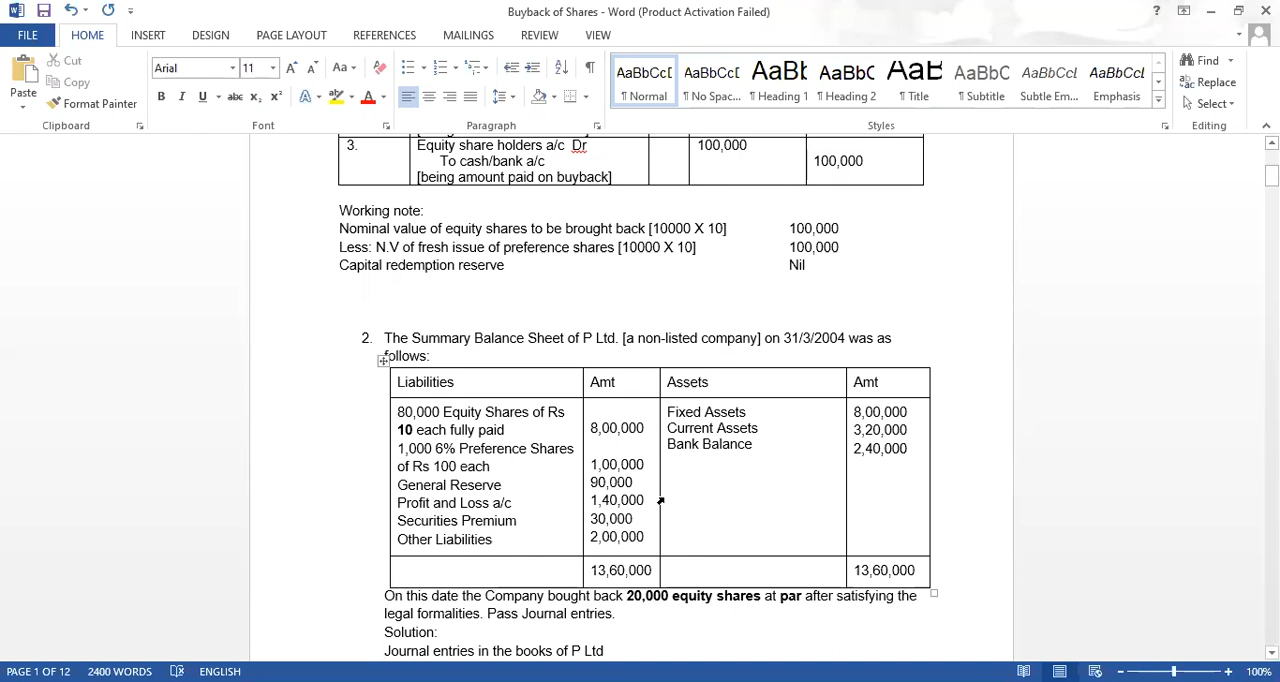 Buyback of Shares - Word (Product Activation Failed)
FILE HOME INSERT DESIGN PAGE LAYOUT REFERENCES MAILINGS REVIEW VIEW
Cut
Copy
Format Painter
Paste
Clipboard
Arial 11
Font
Paragraph
AaBbCcI AaBbCcI AaBb AaBbC AaBb AaBbC AaBbCcI AaBbCcI
¶ Normal ¶ No Spac... ¶ Heading 1 ¶ Heading 2 ¶ Title ¶ Subtitle Subtle Em... Emphasis
Styles
Find
Replace
Select
Editing
3. Equity share holders a/c Dr 100,000
To cash/bank a/c 100,000
[being amount paid on buyback]
Working note:
Nominal value of equity shares to be brought back [10000 X 10] 100,000
Less: N.V of fresh issue of preference shares [10000 X 10] 100,000
Capital redemption reserve Nil
2. The Summary Balance Sheet of P Ltd. [a non-listed company] on 31/3/2004 was as
follows:
Liabilities Amt Assets Amt
80,000 Equity Shares of Rs Fixed Assets 8,00,000
10 each fully paid 8,00,000 Current Assets 3,20,000
1,000 6% Preference Shares Bank Balance 2,40,000
of Rs 100 each 1,00,000
General Reserve 90,000
Profit and Loss a/c 1,40,000
Securities Premium 30,000
Other Liabilities 2,00,000
13,60,000 13,60,000
On this date the Company bought back 20,000 equity shares at par after satisfying the
legal formalities. Pass Journal entries.
Solution:
Journal entries in the books of P Ltd
PAGE 1 OF 12 2400 WORDS ENGLISH 100%